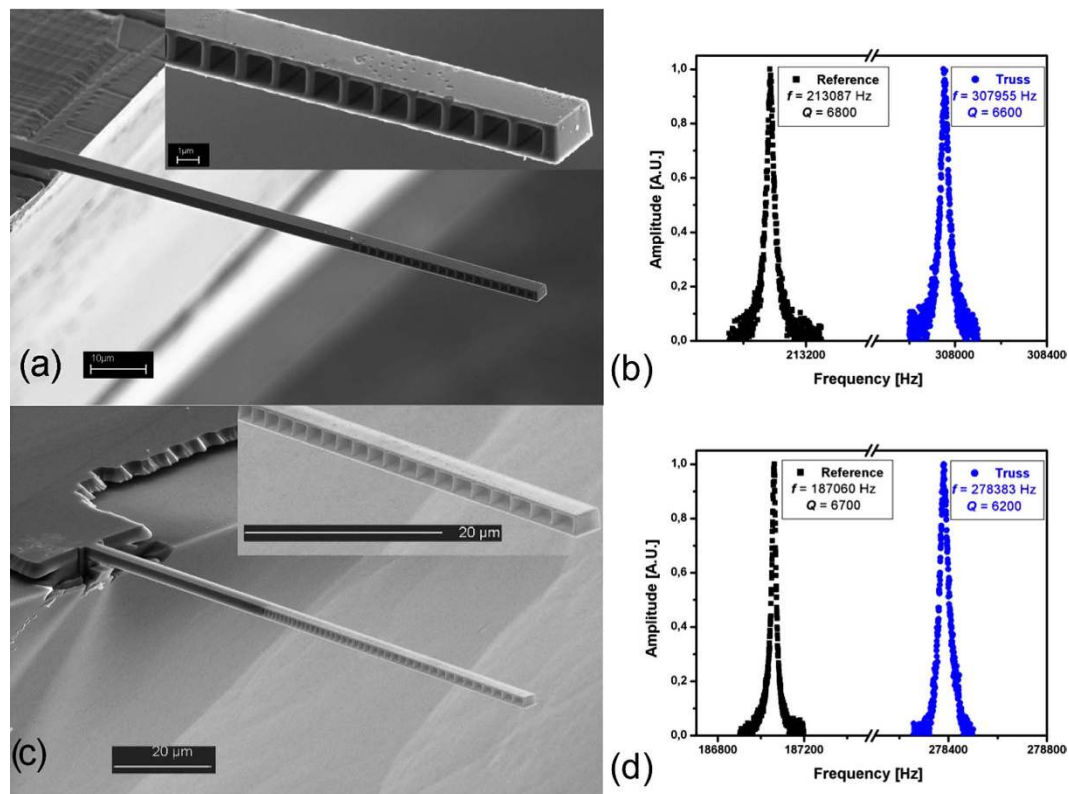 1µm
(a)
10µm
Amplitude [A.U.]
1,0
0,8
0,6
0,4
0,2
0,0
Reference
f = 213087 Hz
Q = 6800
Truss
f = 307955 Hz
Q = 6600
213200
308000
308400
Frequency [Hz]
(b)
20 µm
(c)
20 µm
Amplitude [A.U.]
1,0
0,8
0,6
0,4
0,2
0,0
Reference
f = 187060 Hz
Q = 6700
Truss
f = 278383 Hz
Q = 6200
186800
187200
278400
278800
Frequency [Hz]
(d)